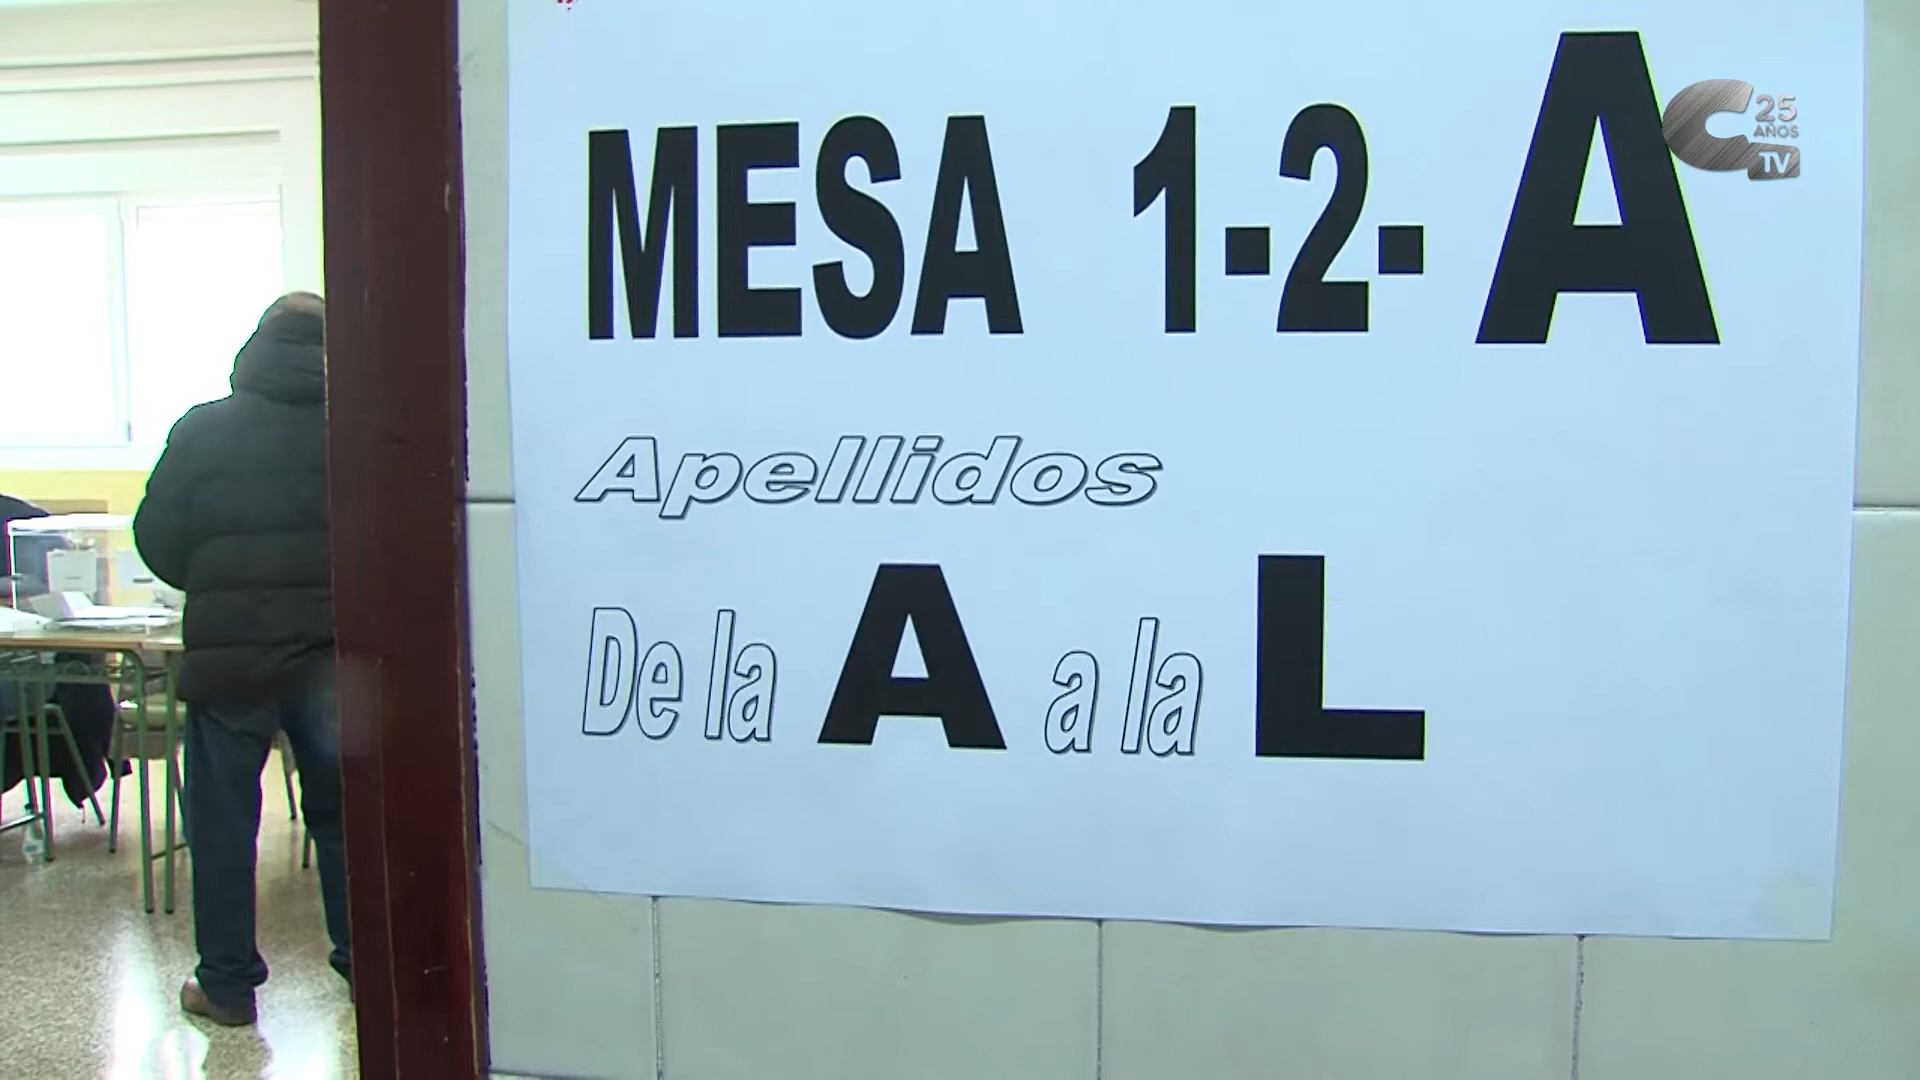 MESA 1-2-A
Apellidos
De la A a la L
25
AÑOS
TV